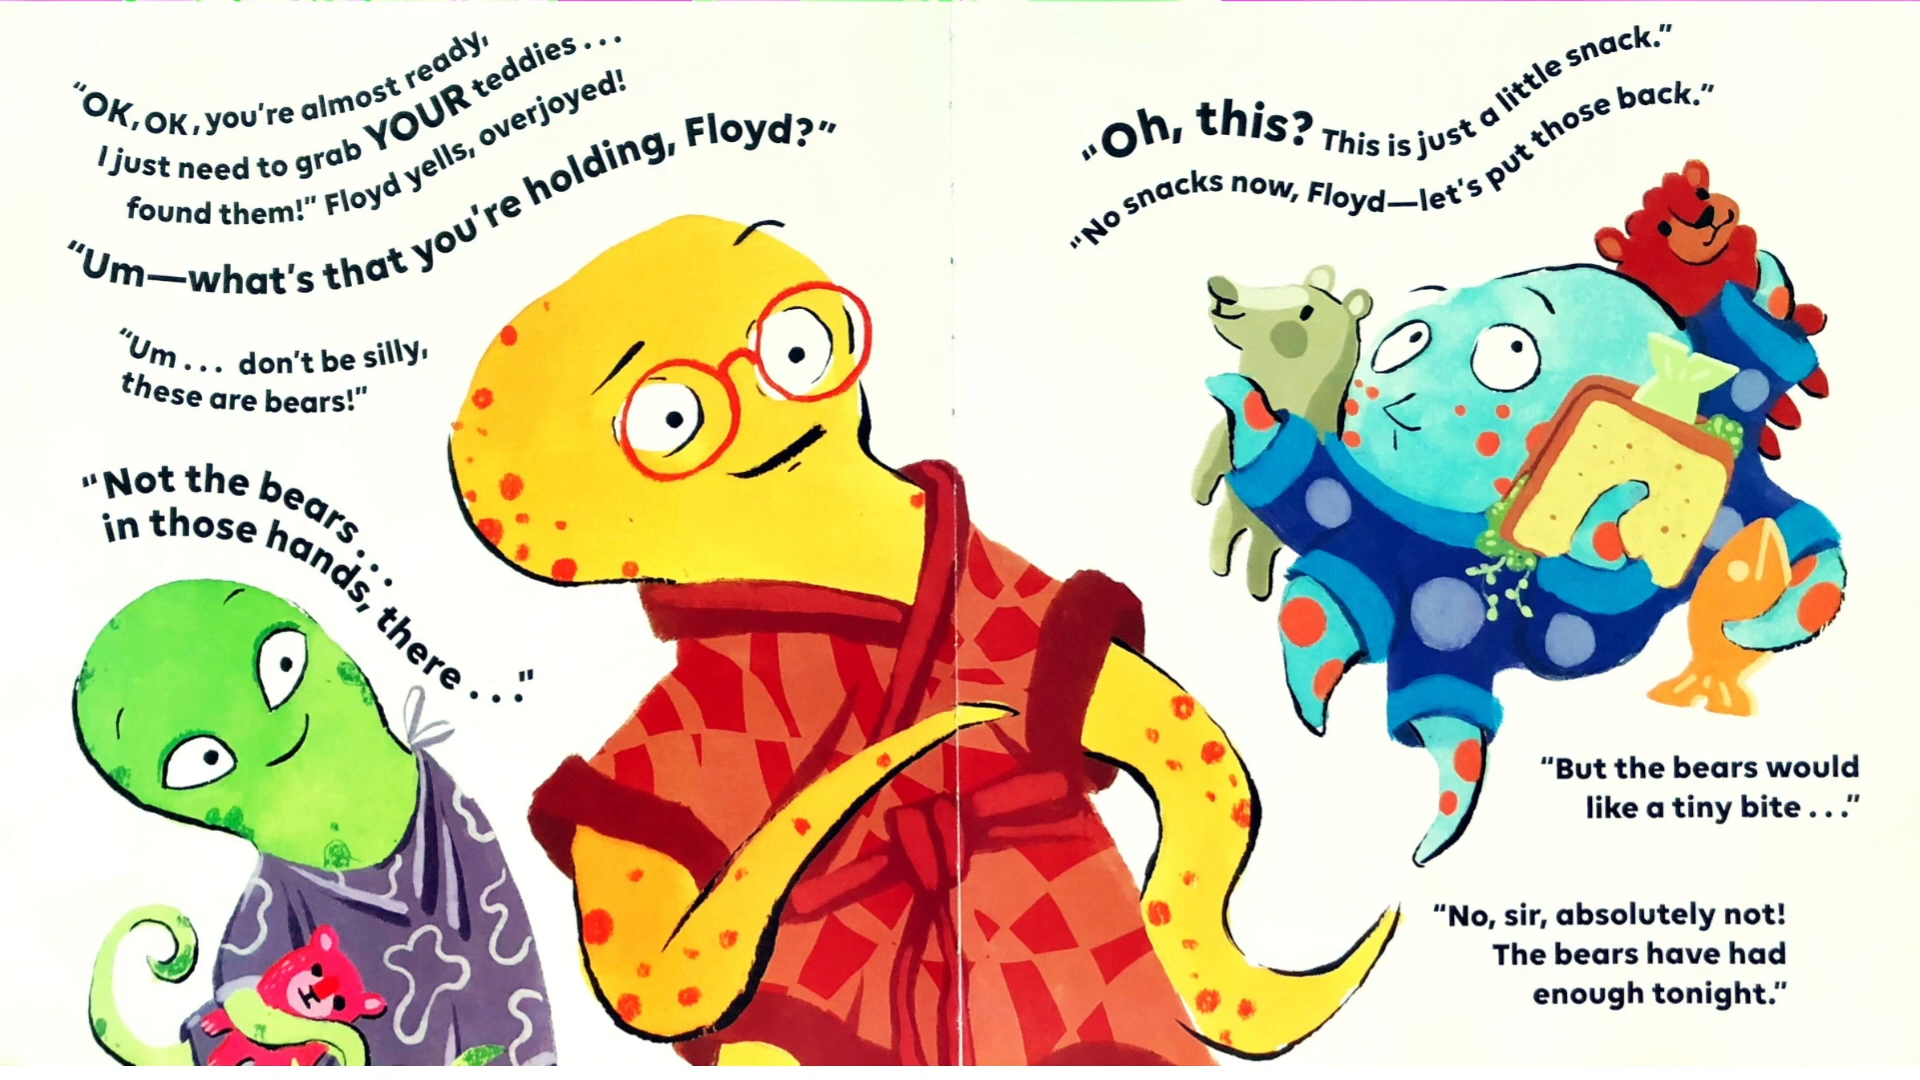 “OK, OK, you’re almost ready,
I just need to grab YOUR teddies . . .
found them!” Floyd yells, overjoyed!
“Um—what’s that you’re holding, Floyd?”
“Um . . . don’t be silly,
these are bears!”
“Not the bears . . .
in those hands, there . . .”
“Oh, this? This is just a little snack.”
“No snacks now, Floyd—let’s put those back.”
“But the bears would
like a tiny bite . . .”
“No, sir, absolutely not!
The bears have had
enough tonight.”